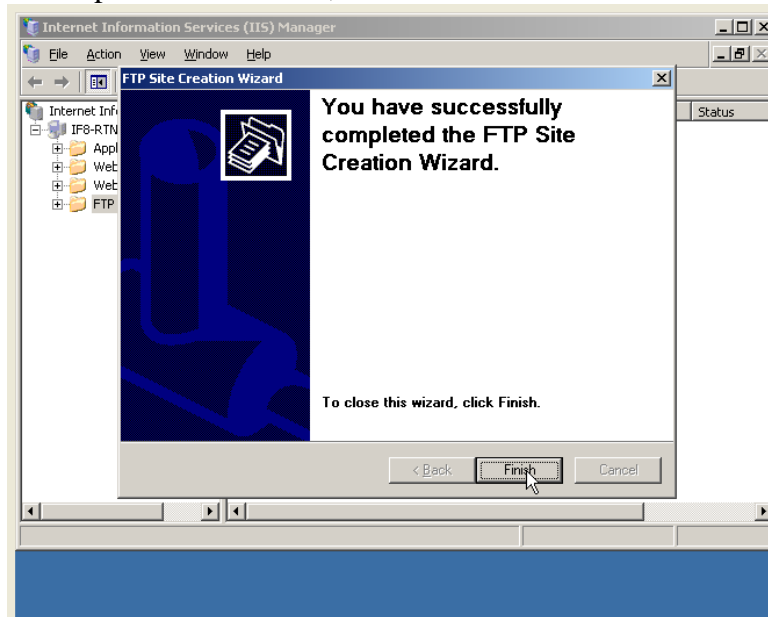 Internet Information Services (IIS) Manager
File Action View Window Help
FTP Site Creation Wizard
You have successfully
completed the FTP Site
Creation Wizard.
Internet Inf
Status
IF8-RTN
Appl
Web
Web
FTP
To close this wizard, click Finish.
< Back Finish Cancel